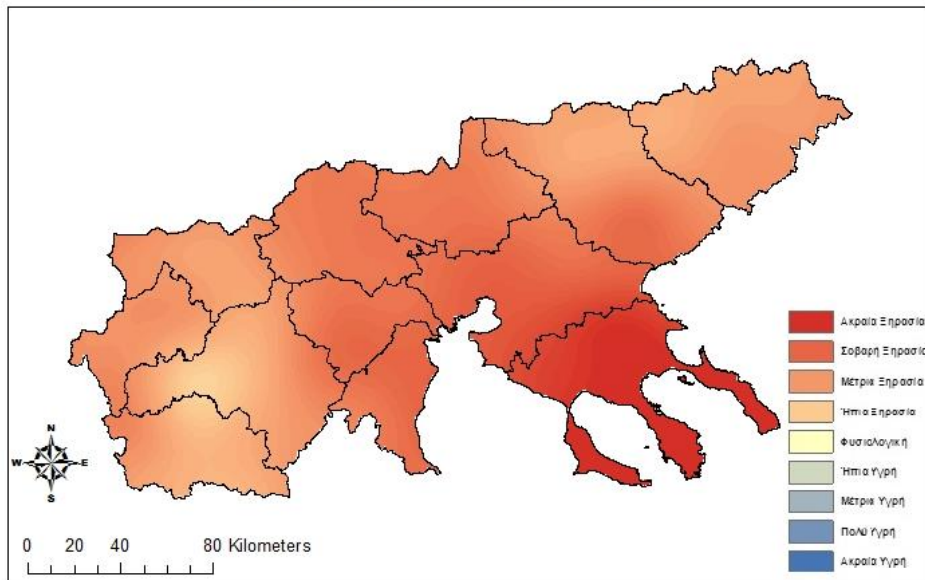 Ακραία Ξηρασία
Σοβαρή Ξηρασία
Μέτρια Ξηρασία
Ήπια Ξηρασία
Φυσιολογική
Ήπια Υγρή
Μέτρια Υγρή
Πολύ Υγρή
Ακραία Υγρή
N
W E
S
0 20 40 80 Kilometers